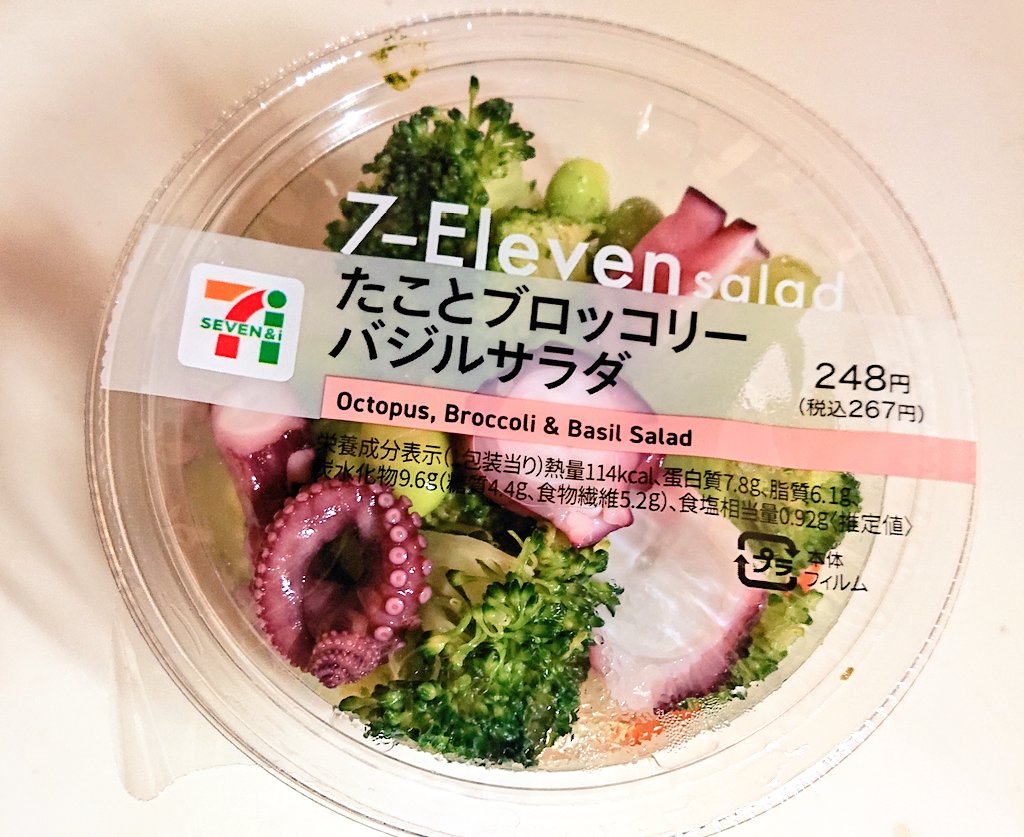 7-Eleven salad
SEVEN&i
たことブロッコリー
バジルサラダ
248円
(税込267円)
Octopus, Broccoli & Basil Salad
栄養成分表示(1包装当り)熱量114kcal、蛋白質7.8g、脂質6.1g、
炭水化物9.6g(糖質4.4g、食物繊維5.2g)、食塩相当量0.92g〈推定値〉
プラ
本体
フィルム